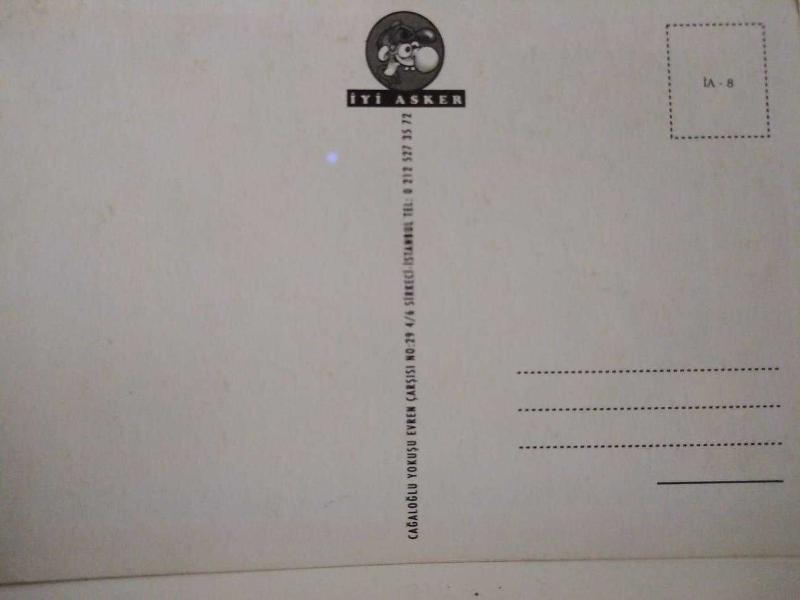 İYİ ASKER
İA - 8
CAĞALOĞLU YOKUŞU EVREN ÇARŞISI NO:29 4/6 SİRKECİ-İSTANBUL TEL: 0 212 527 35 72